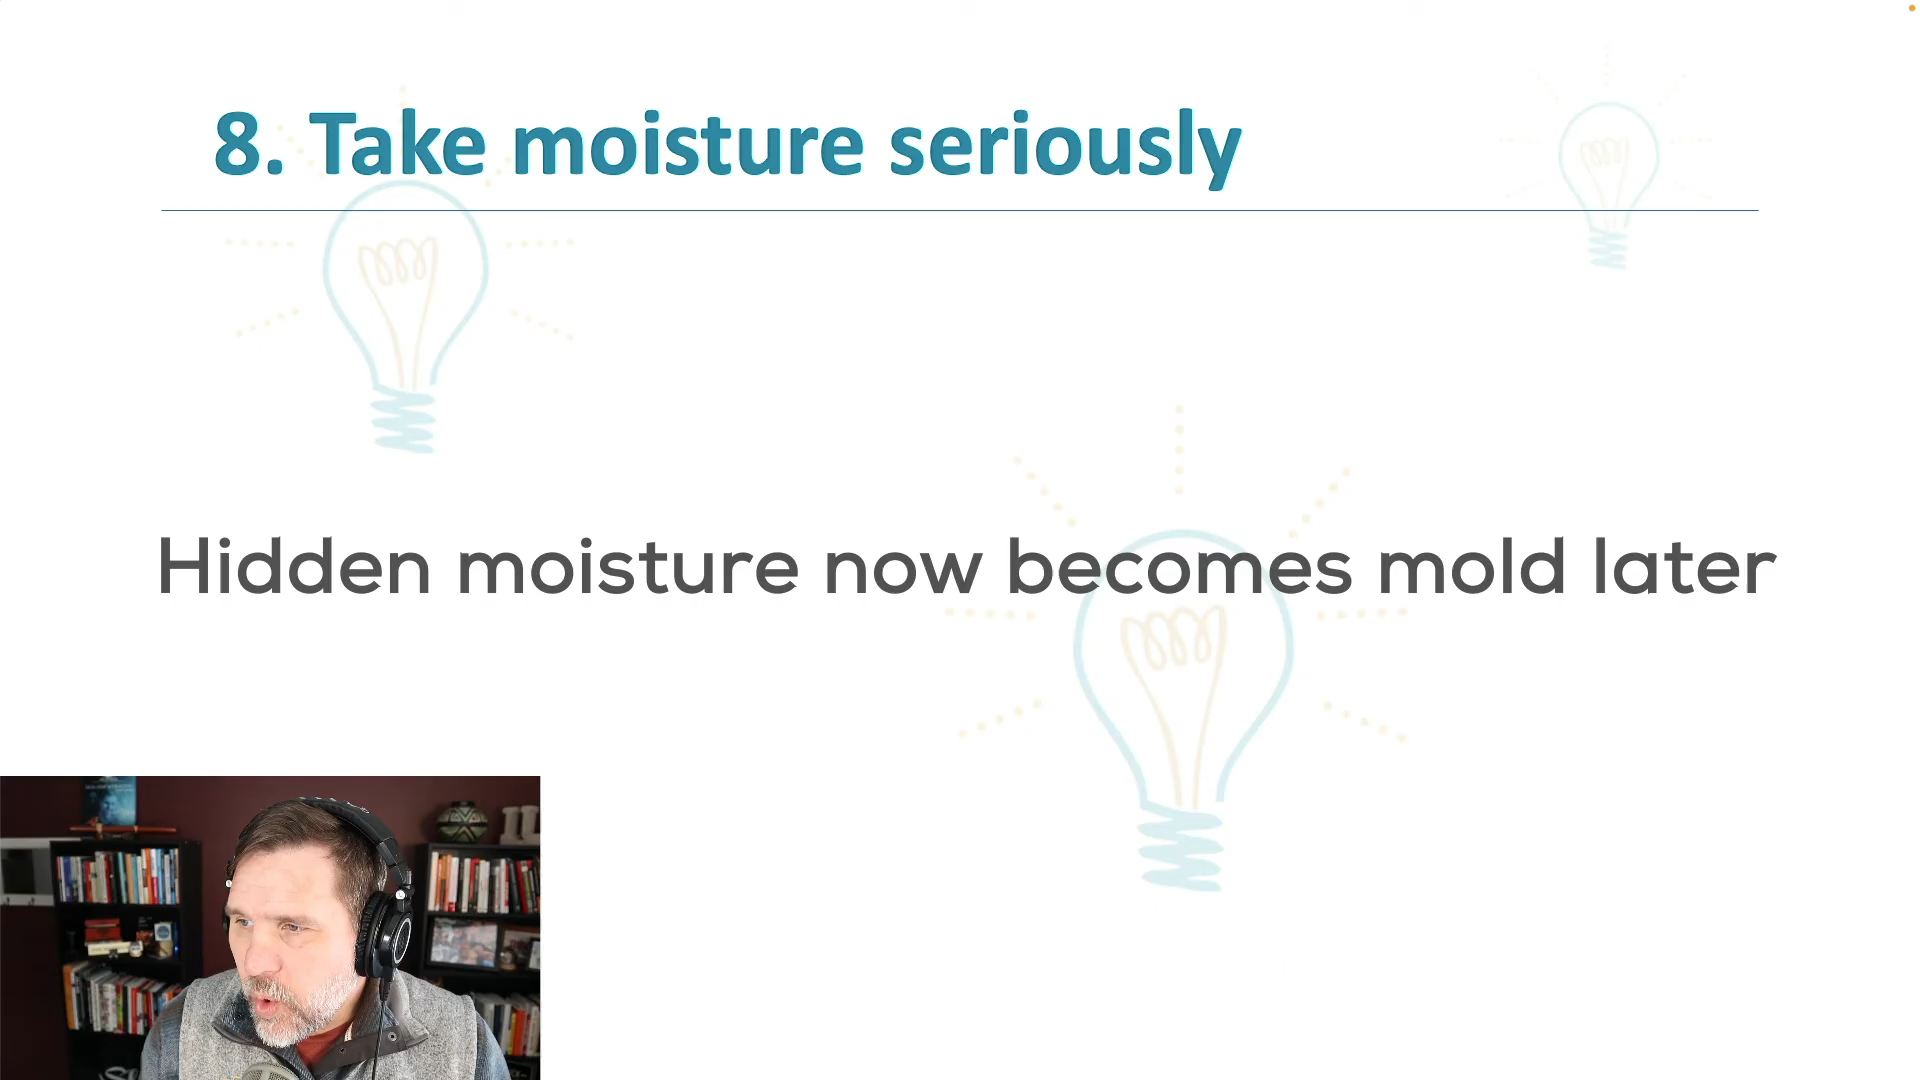 8. Take moisture seriously
Hidden moisture now becomes mold later